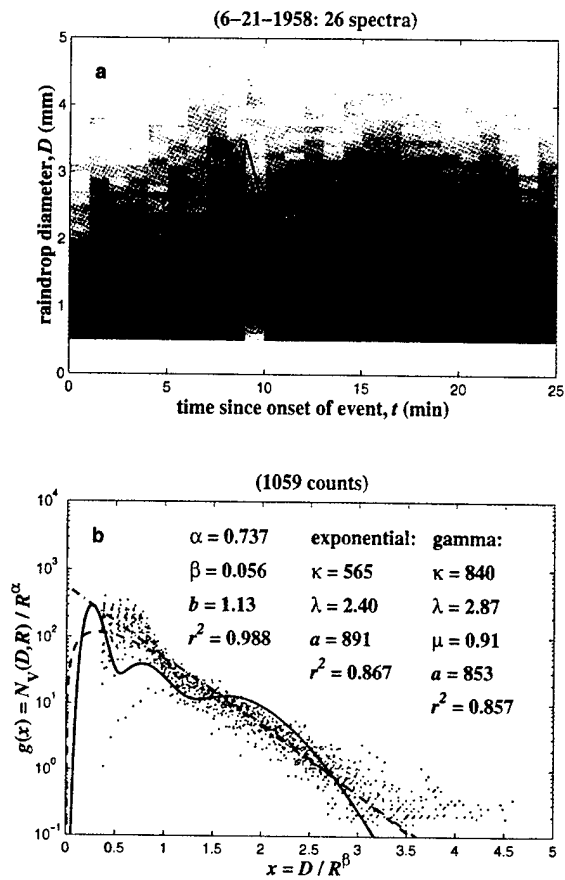 (6–21–1958: 26 spectra)
5
4
3
2
1
0
a
raindrop diameter, D (mm)
0 5 10 15 20 25
time since onset of event, t (min)
(1059 counts)
10^4
10^3
10^2
10^1
10^0
10^-1
b
α = 0.737 exponential: gamma:
β = 0.056 κ = 565 κ = 840
b = 1.13 λ = 2.40 λ = 2.87
r^2 = 0.988 a = 891 μ = 0.91
r^2 = 0.867 a = 853
r^2 = 0.857
g(x) = N_V(D,R) / R^α
0 0.5 1 1.5 2 2.5 3 3.5 4 4.5 5
x = D / R^β